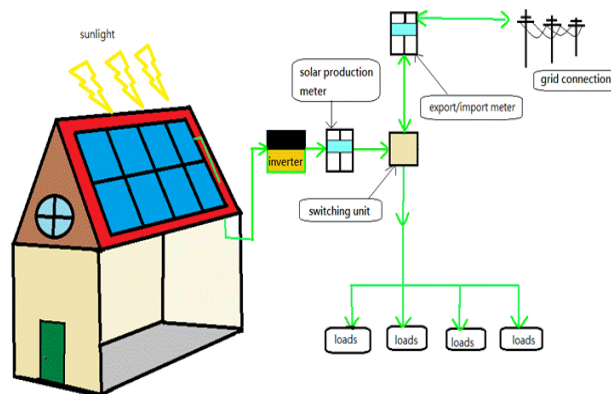 sunlight
solar production
meter
export/import meter
grid connection
inverter
switching unit
loads
loads
loads
loads